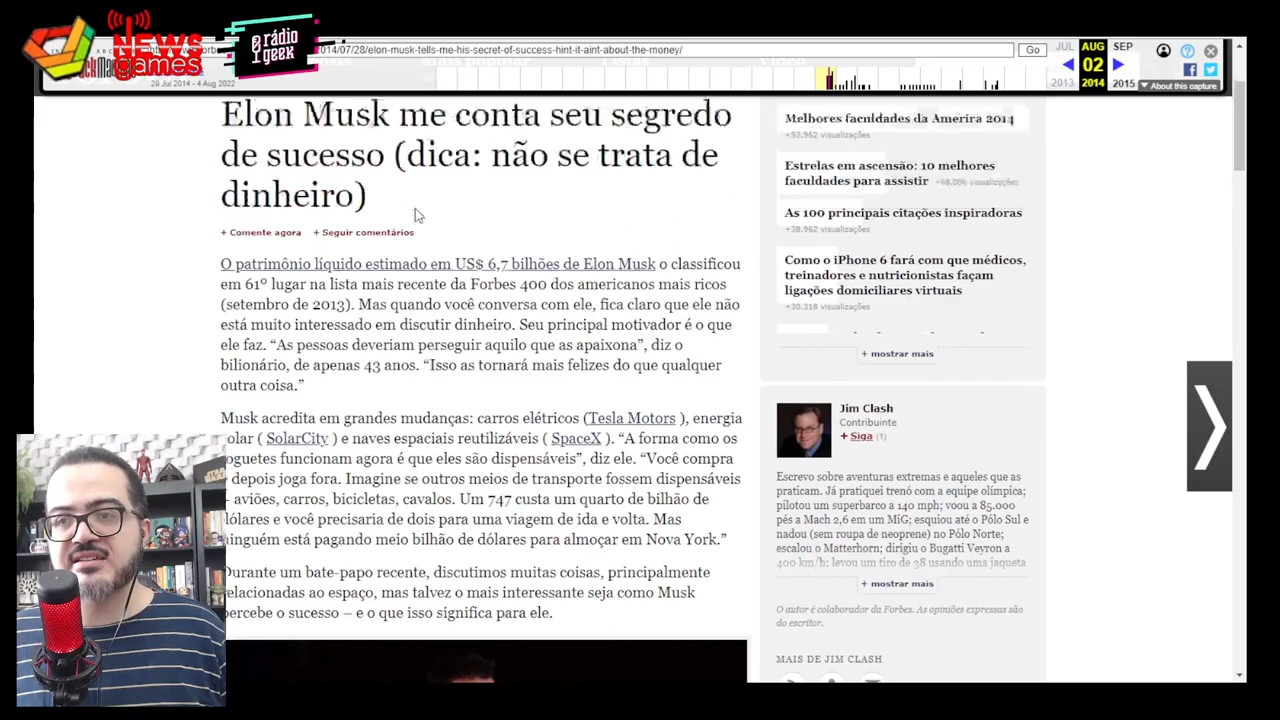 NEWS
games
rádio
geek
014/07/28/elon-musk-tells-me-his-secret-of-success-hint-it-aint-about-the-money/
Go
JUL
AUG
SEP
02
2013
2014
2015
29 Jul 2014 - 4 Aug 2022
About this capture
Elon Musk me conta seu segredo
de sucesso (dica: não se trata de
dinheiro)
+ Comente agora + Seguir comentários
O patrimônio líquido estimado em US$ 6,7 bilhões de Elon Musk o classificou
em 61º lugar na lista mais recente da Forbes 400 dos americanos mais ricos
(setembro de 2013). Mas quando você conversa com ele, fica claro que ele não
está muito interessado em discutir dinheiro. Seu principal motivador é o que
ele faz. “As pessoas deveriam perseguir aquilo que as apaixona”, diz o
bilionário, de apenas 43 anos. “Isso as tornará mais felizes do que qualquer
outra coisa.”
Musk acredita em grandes mudanças: carros elétricos (Tesla Motors ), energia
solar ( SolarCity ) e naves espaciais reutilizáveis ( SpaceX ). “A forma como os
foguetes funcionam agora é que eles são dispensáveis”, diz ele. “Você compra
depois joga fora. Imagine se outros meios de transporte fossem dispensáveis
– aviões, carros, bicicletas, cavalos. Um 747 custa um quarto de bilhão de
dólares e você precisaria de dois para uma viagem de ida e volta. Mas
ninguém está pagando meio bilhão de dólares para almoçar em Nova York.”
Durante um bate-papo recente, discutimos muitas coisas, principalmente
relacionadas ao espaço, mas talvez o mais interessante seja como Musk
percebe o sucesso – e o que isso significa para ele.
Melhores faculdades da Amerira 2014
+92.962 visualizações
Estrelas em ascensão: 10 melhores
faculdades para assistir
As 100 principais citações inspiradoras
+38.962 visualizações
Como o iPhone 6 fará com que médicos,
treinadores e nutricionistas façam
ligações domiciliares virtuais
+30.318 visualizações
+ mostrar mais
Jim Clash
Contribuinte
+ Siga (1)
Escrevo sobre aventuras extremas e aqueles que as
praticam. Já pratiquei trenó com a equipe olímpica;
pilotou um superbarco a 140 mph; voou a 85.000
pés a Mach 2,6 em um MiG; esquiou até o Pólo Sul e
nadou (sem roupa de neoprene) no Pólo Norte;
escalou o Matterhorn; dirigiu o Bugatti Veyron a
400 km/h; levou um tiro de 38 usando uma jaqueta
+ mostrar mais
O autor é colaborador da Forbes. As opiniões expressas são
do escritor.
MAIS DE JIM CLASH